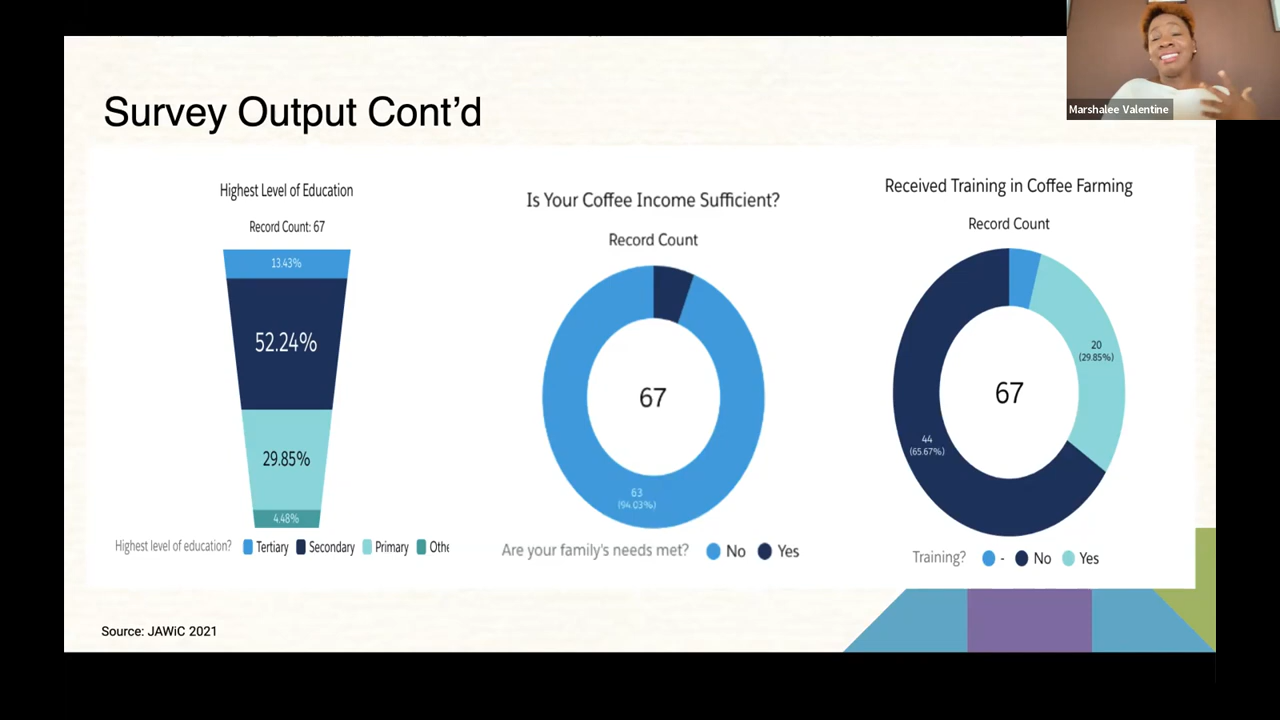 Marshalee Valentine
Survey Output Cont'd
Highest Level of Education
Record Count: 67
13.43%
52.24%
29.85%
4.48%
Highest level of education? Tertiary Secondary Primary Othe
Is Your Coffee Income Sufficient?
Record Count
67
63
(94.03%)
Are your family's needs met? No Yes
Received Training in Coffee Farming
Record Count
20
(29.85%)
67
44
(65.67%)
Training? - No Yes
Source: JAWiC 2021